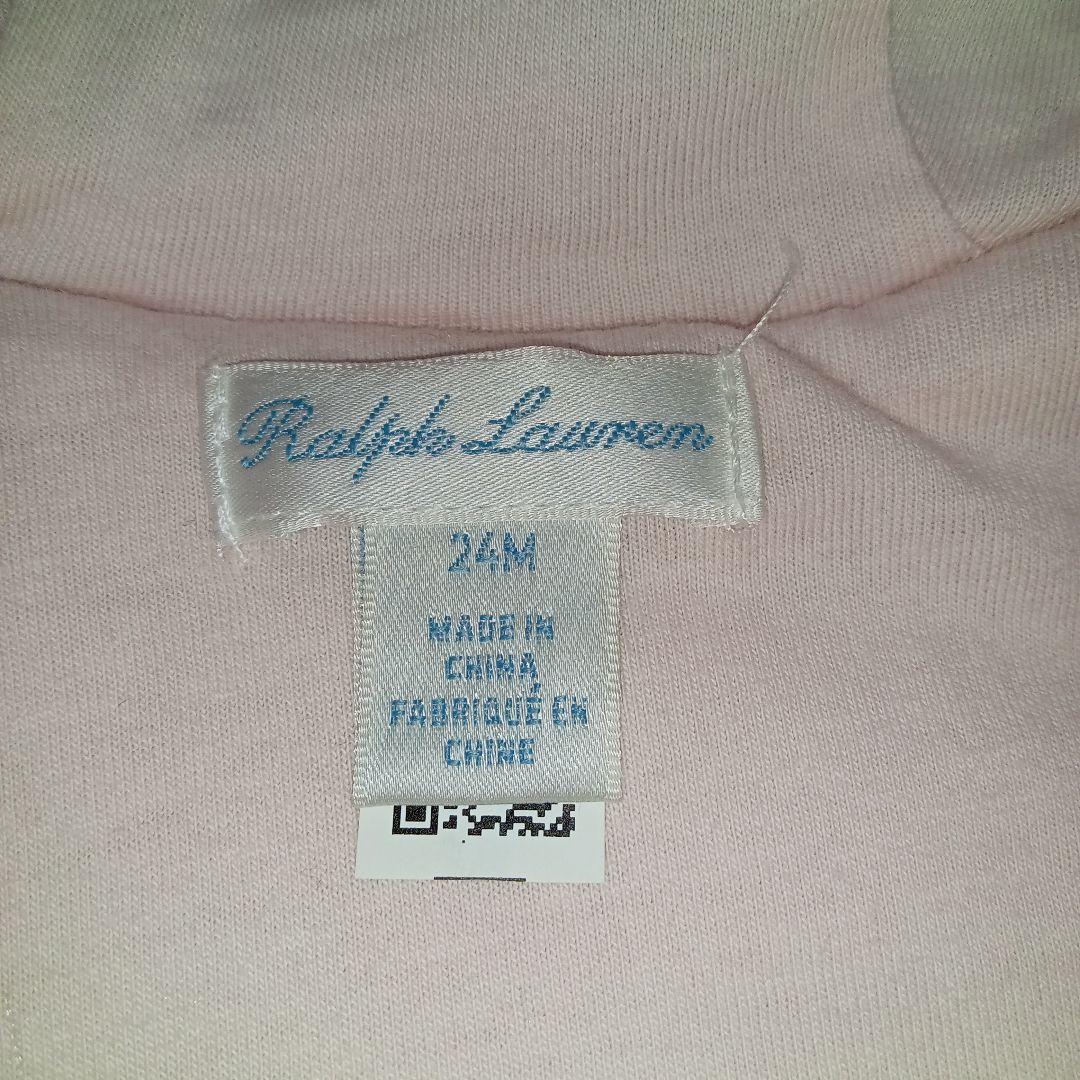 Ralph Lauren
24M
MADE IN
CHINA
FABRIQUÉ EN
CHINE